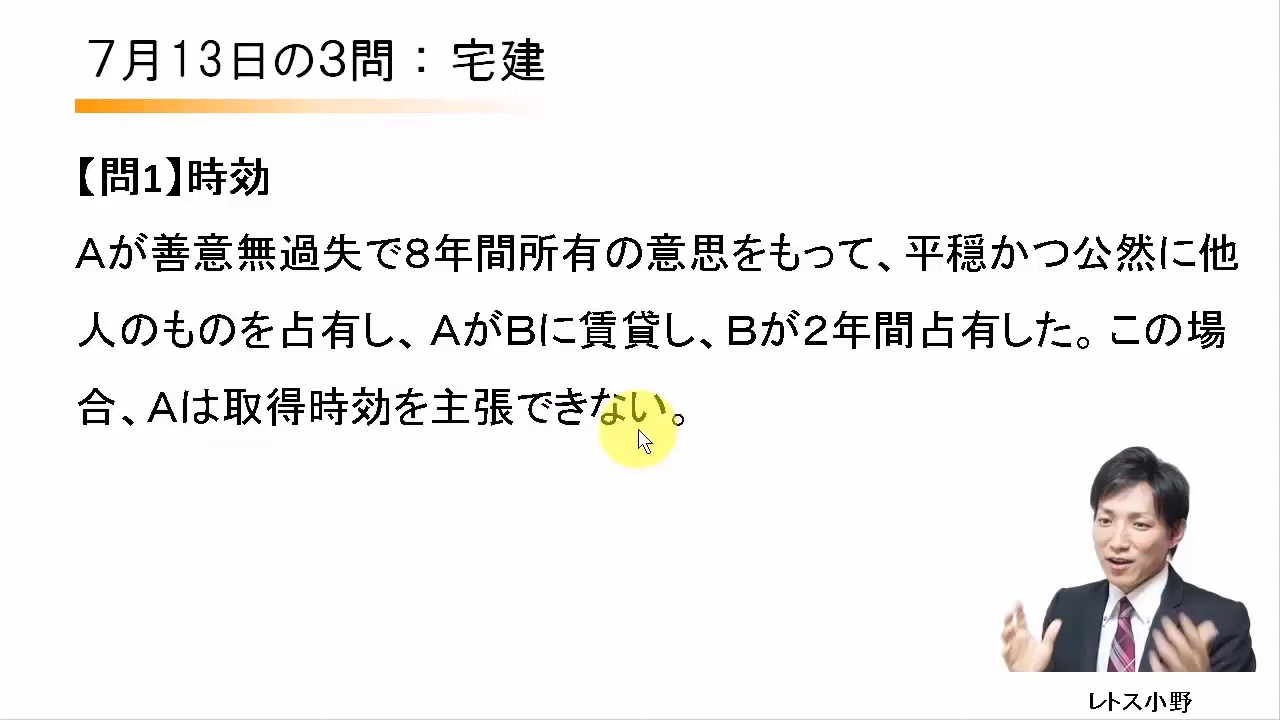 7月13日の3問：宅建
【問1】時効
Ａが善意無過失で８年間所有の意思をもって、平穏かつ公然に他
人のものを占有し、ＡがＢに賃貸し、Ｂが２年間占有した。この場
合、Ａは取得時効を主張できない。
レトス小野